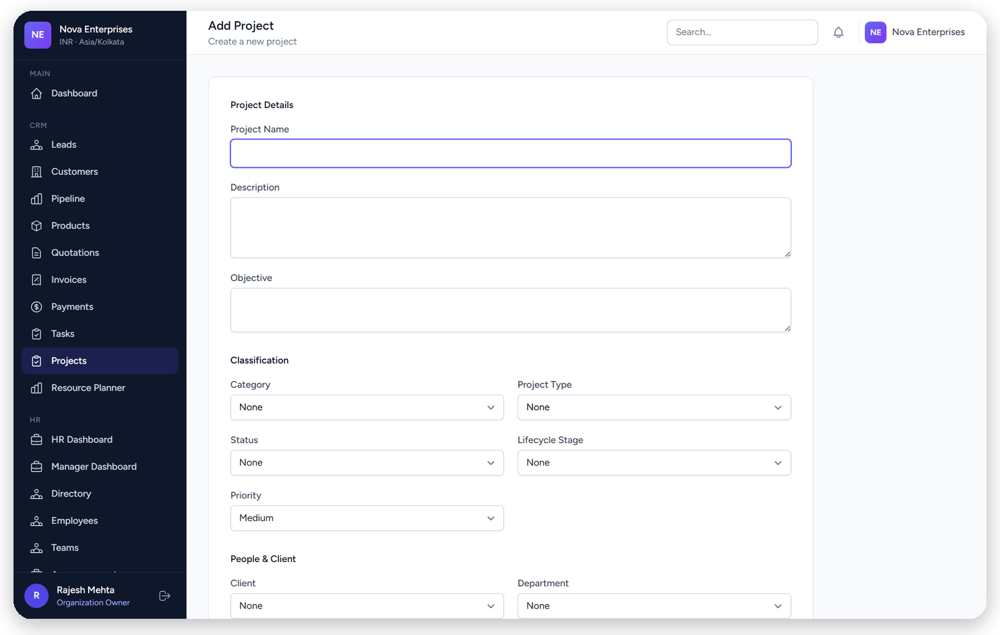 NE
Nova Enterprises
INR · Asia/Kolkata
MAIN
Dashboard
CRM
Leads
Customers
Pipeline
Products
Quotations
Invoices
Payments
Tasks
Projects
Resource Planner
HR
HR Dashboard
Manager Dashboard
Directory
Employees
Teams
R
Rajesh Mehta
Organization Owner
Add Project
Create a new project
Search...
NE
Nova Enterprises
Project Details
Project Name
Description
Objective
Classification
Category
Project Type
None
None
Status
Lifecycle Stage
None
None
Priority
Medium
People & Client
Client
Department
None
None